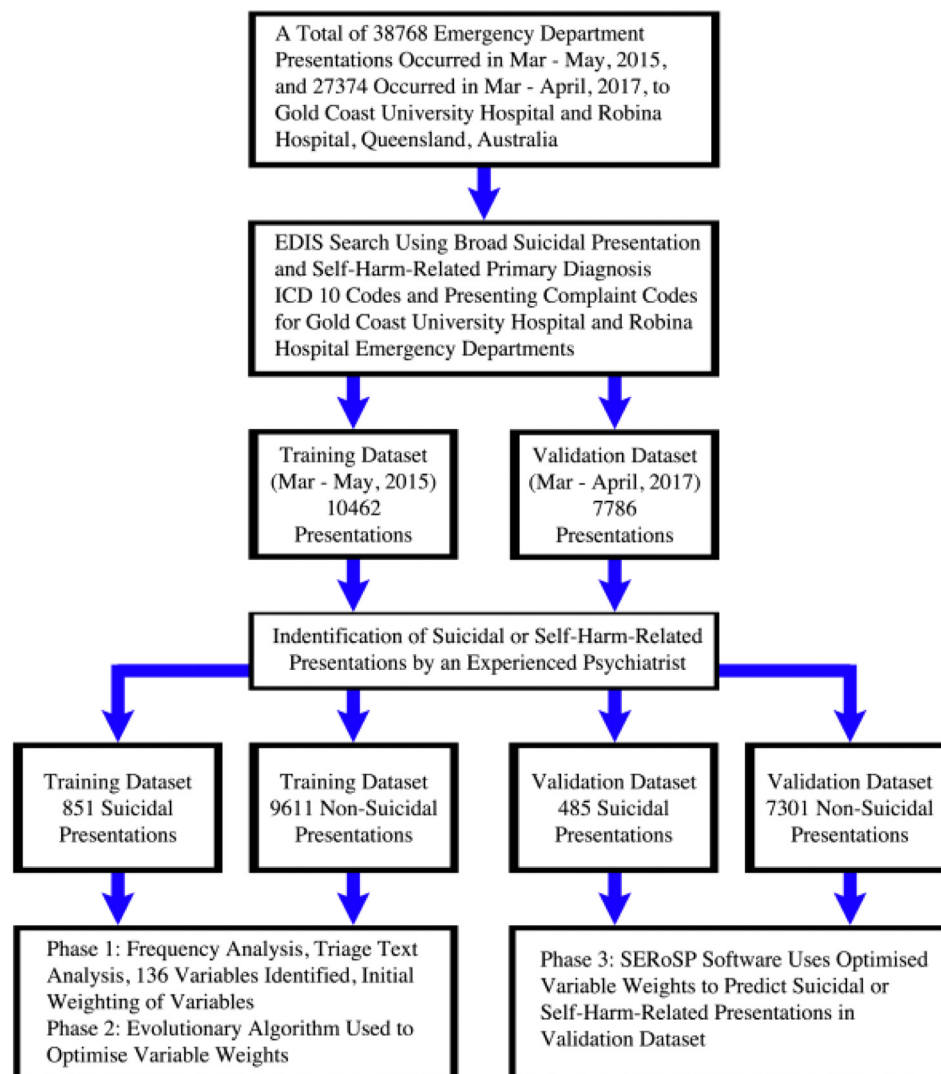 A Total of 38768 Emergency Department
Presentations Occurred in Mar - May, 2015,
and 27374 Occurred in Mar - April, 2017, to
Gold Coast University Hospital and Robina
Hospital, Queensland, Australia
EDIS Search Using Broad Suicidal Presentation
and Self-Harm-Related Primary Diagnosis
ICD 10 Codes and Presenting Complaint Codes
for Gold Coast University Hospital and Robina
Hospital Emergency Departments
Training Dataset
(Mar - May, 2015)
10462
Presentations
Validation Dataset
(Mar - April, 2017)
7786
Presentations
Indentification of Suicidal or Self-Harm-Related
Presentations by an Experienced Psychiatrist
Training Dataset
851 Suicidal
Presentations
Training Dataset
9611 Non-Suicidal
Presentations
Validation Dataset
485 Suicidal
Presentations
Validation Dataset
7301 Non-Suicidal
Presentations
Phase 1: Frequency Analysis, Triage Text
Analysis, 136 Variables Identified, Initial
Weighting of Variables
Phase 2: Evolutionary Algorithm Used to
Optimise Variable Weights
Phase 3: SERoSP Software Uses Optimised
Variable Weights to Predict Suicidal or
Self-Harm-Related Presentations in
Validation Dataset